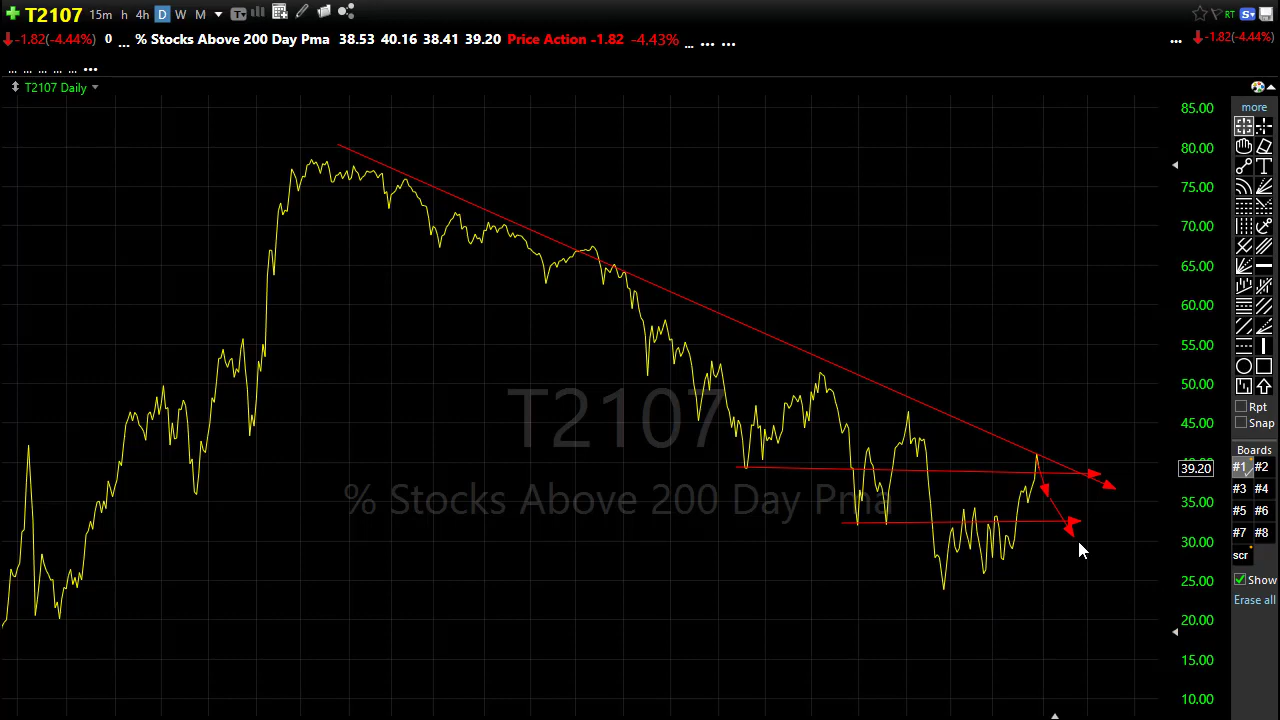 T2107 15m h 4h D W M T RT S
-1.82(-4.44%) 0 ... % Stocks Above 200 Day Pma 38.53 40.16 38.41 39.20 Price Action -1.82 -4.43% ... ... ... ... -1.82(-4.44%)
... ... ... ... ... ...
T2107 Daily
more
85.00
80.00
75.00
70.00
65.00
60.00
55.00
50.00
45.00
39.20
35.00
30.00
25.00
20.00
15.00
10.00
T2107
% Stocks Above 200 Day Pma
T
Rpt
Snap
Boards
#1 #2
#3 #4
#5 #6
#7 #8
scr
Show
Erase all